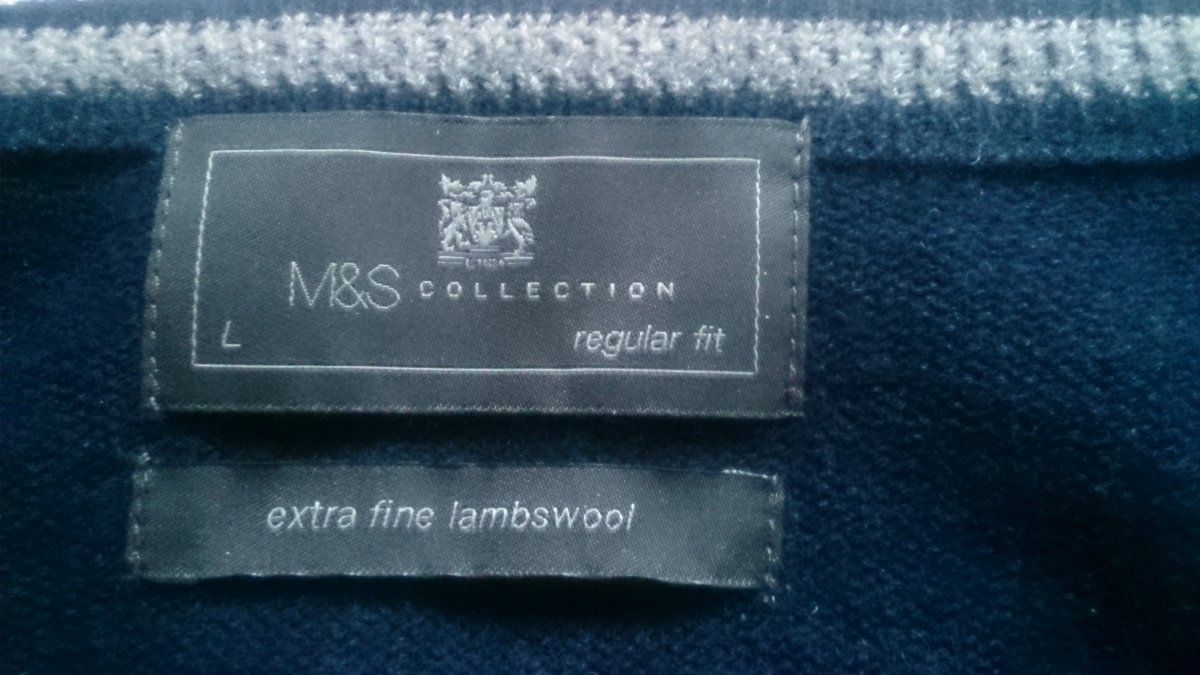 M&S COLLECTION
L regular fit
extra fine lambswool